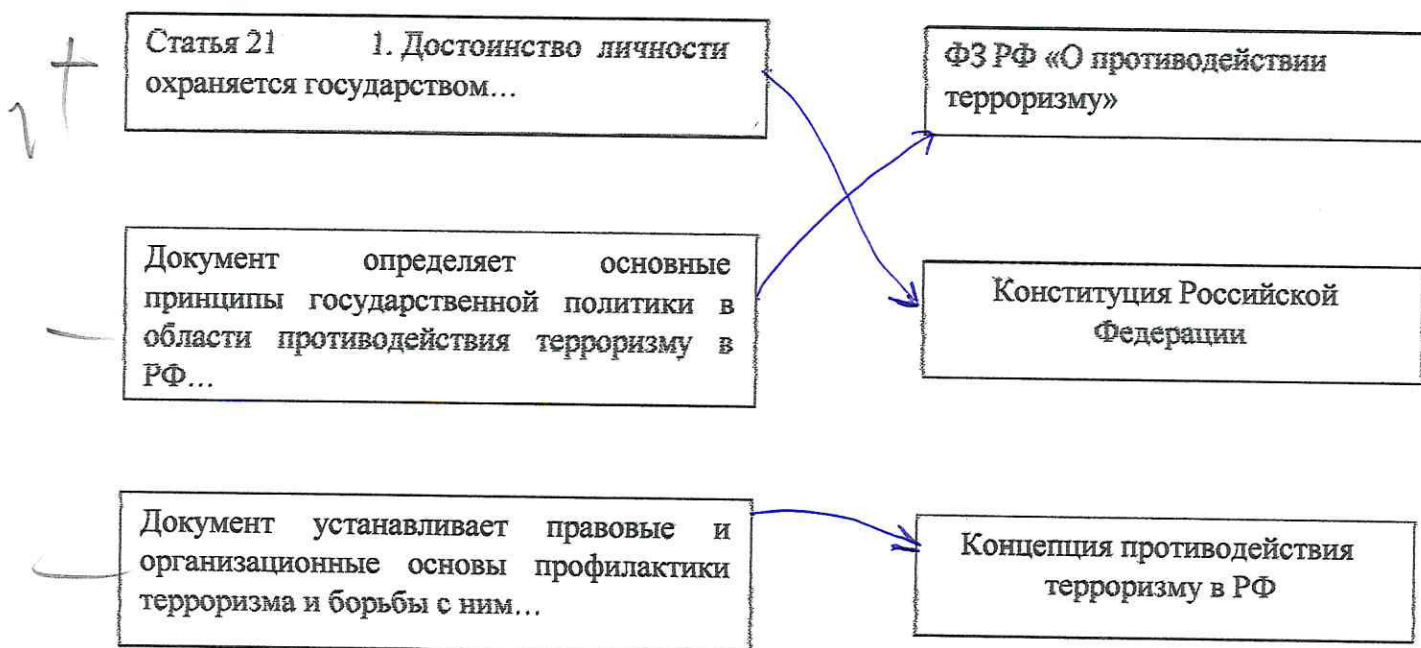 Статья 21 1. Достоинство личности
охраняется государством...
ФЗ РФ «О противодействии
терроризму»
Документ определяет основные
принципы государственной политики в
области противодействия терроризму в
РФ...
Конституция Российской
Федерации
Документ устанавливает правовые и
организационные основы профилактики
терроризма и борьбы с ним...
Концепция противодействия
терроризму в РФ